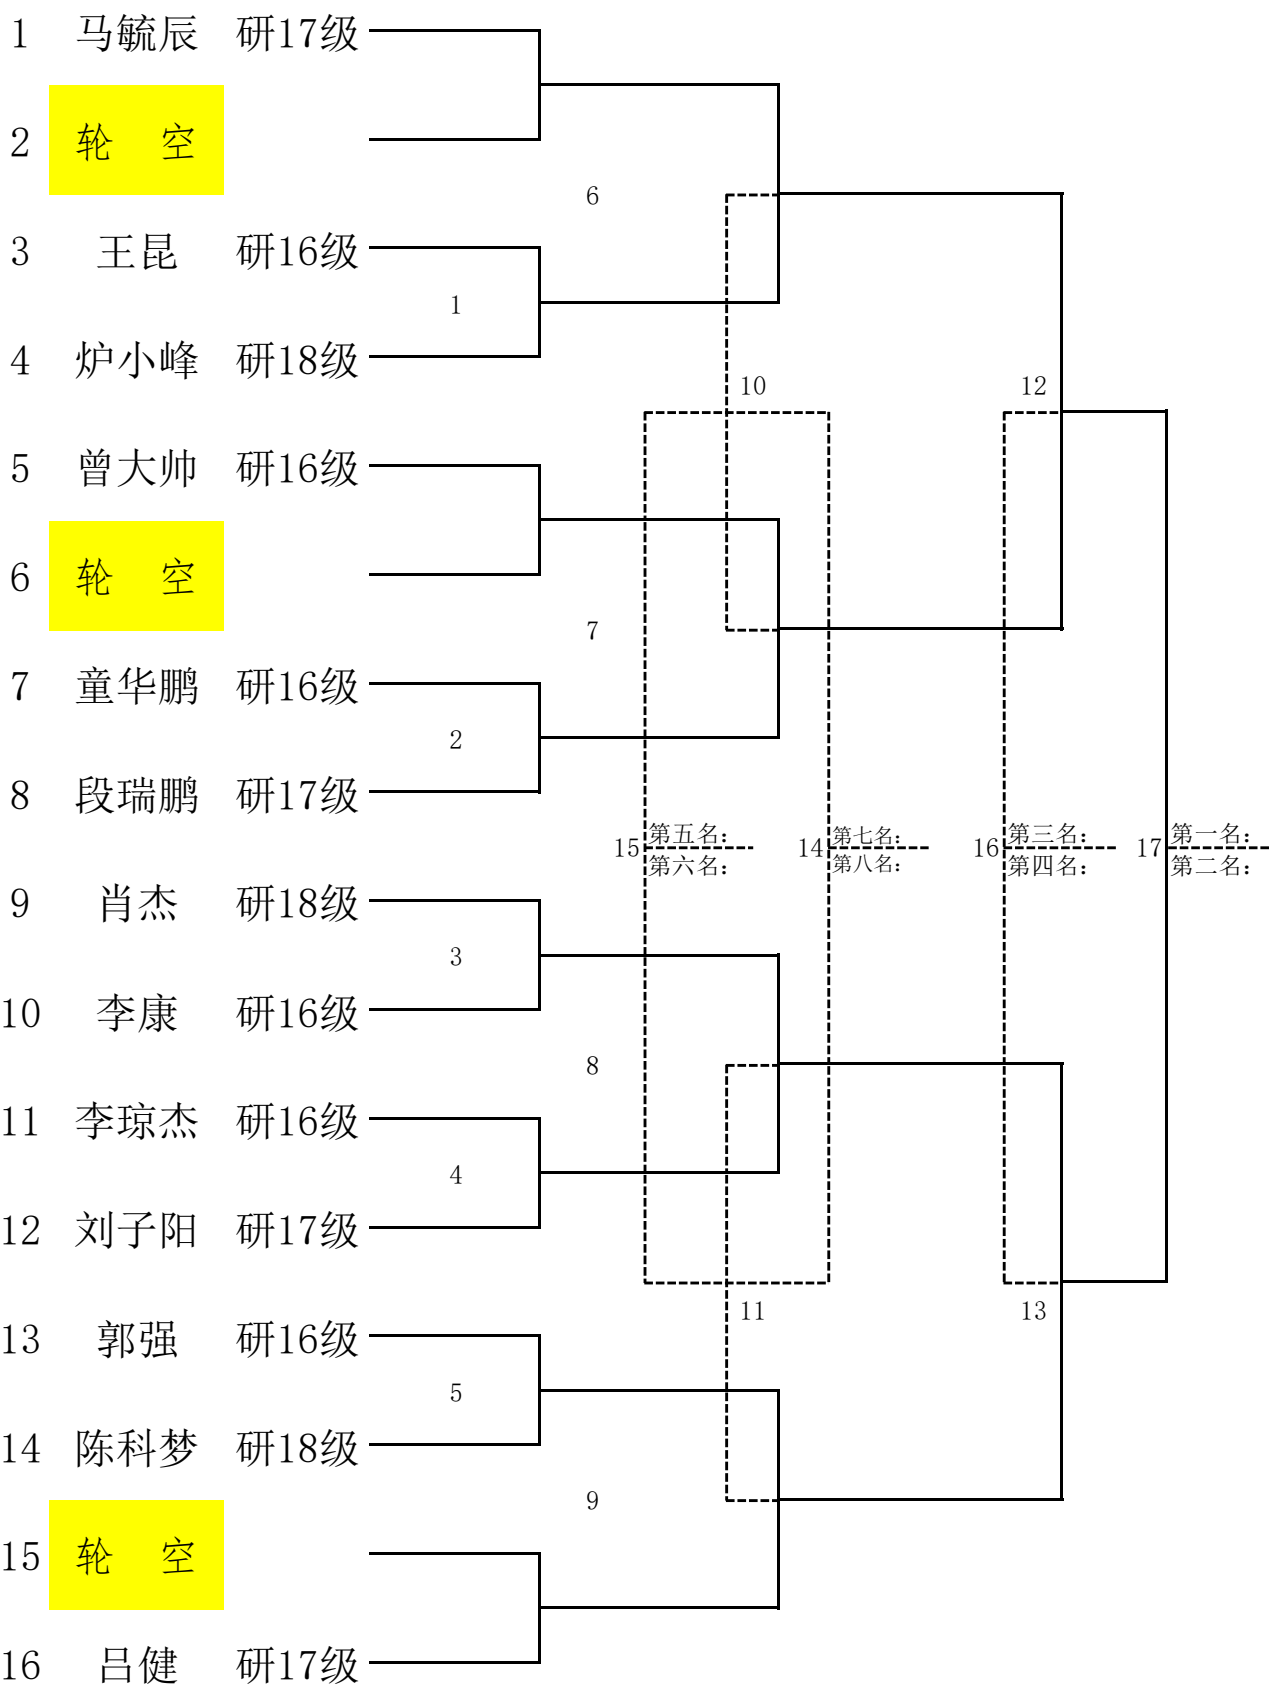 1 马毓辰 研17级
2 轮 空
6
3 王昆 研16级
1
4 炉小峰 研18级
10 12
5 曾大帅 研16级
6 轮 空
7
7 童华鹏 研16级
2
8 段瑞鹏 研17级
第五名： 第七名： 第三名： 第一名：
15 14 16 17
第六名： 第八名： 第四名： 第二名：
9 肖杰 研18级
3
10 李康 研16级
8
11 李琼杰 研16级
4
12 刘子阳 研17级
11 13
13 郭强 研16级
5
14 陈科梦 研18级
9
15 轮 空
16 吕健 研17级